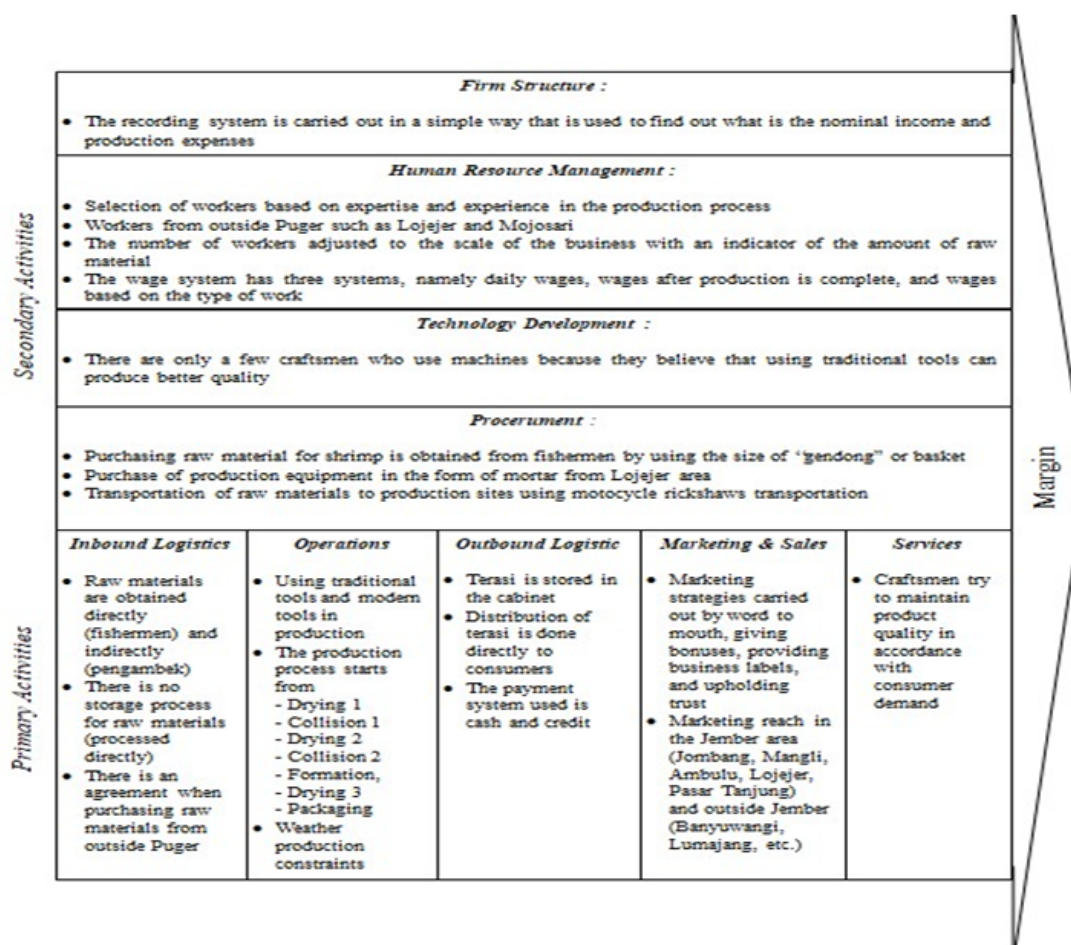 Firm Structure :
• The recording system is carried out in a simple way that is used to find out what is the nominal income and
production expenses
Human Resource Management :
• Selection of workers based on expertise and experience in the production process
• Workers from outside Puger such as Lojejer and Mojosari
• The number of workers adjusted to the scale of the business with an indicator of the amount of raw
material
• The wage system has three systems, namely daily wages, wages after production is complete, and wages
based on the type of work
Technology Development :
• There are only a few craftsmen who use machines because they believe that using traditional tools can
produce better quality
Procerument :
• Purchasing raw material for shrimp is obtained from fishermen by using the size of "gendong" or basket
• Purchase of production equipment in the form of mortar from Lojejer area
• Transportation of raw materials to production sites using motocycle rickshaws transportation
Secondary Activities
Inbound Logistics
• Raw materials
are obtained
directly
(fishermen) and
indirectly
(pengambek)
• There is no
storage process
for raw materials
(processed
directly)
• There is an
agreement when
purchasing raw
materials from
outside Puger
Operations
• Using traditional
tools and modern
tools in
production
• The production
process starts
from
- Drying 1
- Collision 1
- Drying 2
- Collision 2
- Formation,
- Drying 3
- Packaging
• Weather
production
constraints
Outbound Logistic
• Terasi is stored in
the cabinet
• Distribution of
terasi is done
directly to
consumers
• The payment
system used is
cash and credit
Marketing & Sales
• Marketing
strategies carried
out by word to
mouth, giving
bonuses, providing
business labels,
and upholding
trust
• Marketing reach in
the Jember area
(Jombang, Mangli,
Ambulu, Lojejer,
Pasar Tanjung)
and outside Jember
(Banyuwangi,
Lumajang, etc.)
Services
• Craftsmen try
to maintain
product
quality in
accordance
with
consumer
demand
Primary Activities
Margin